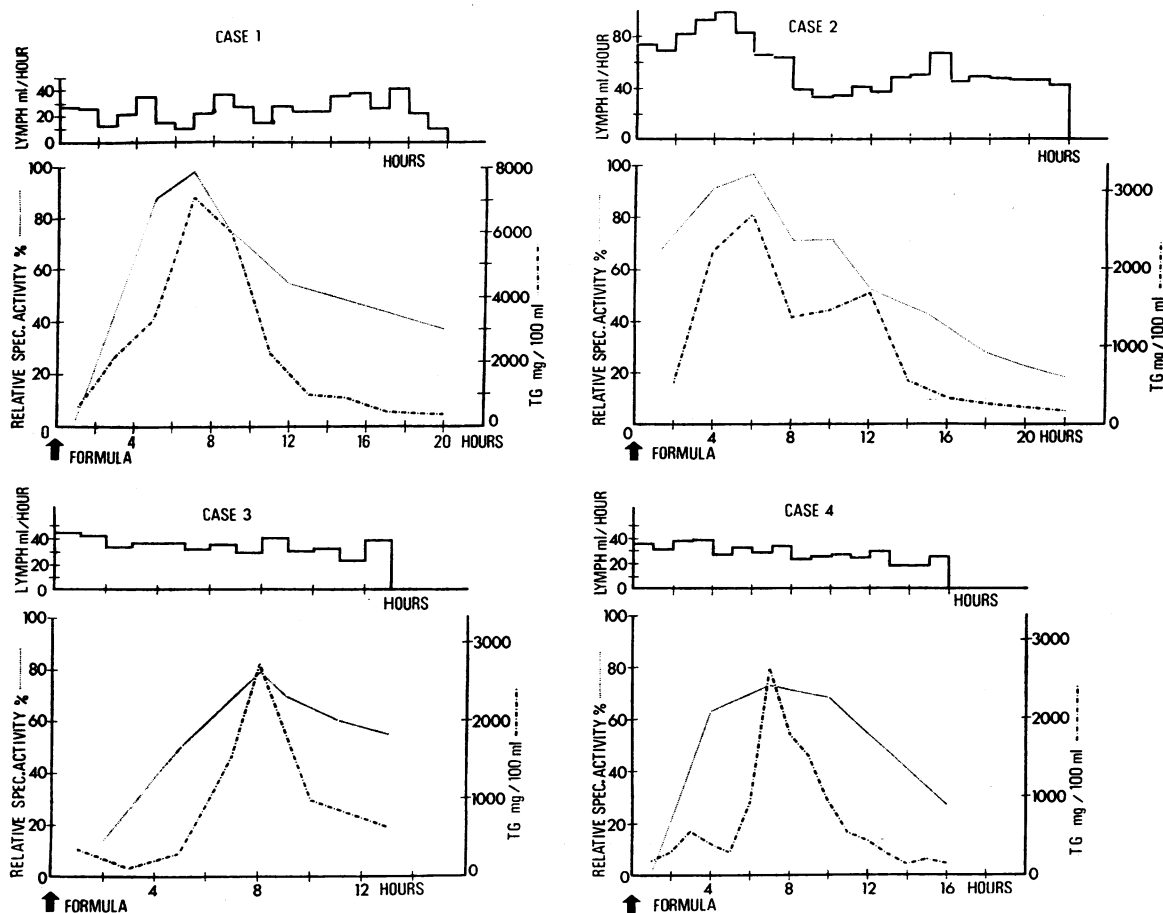 CASE 1
LYMPH ml/HOUR
40
20
0
HOURS
RELATIVE SPEC. ACTIVITY %
100
80
60
40
20
0
8000
6000
4000
2000
0
TG mg/100 ml
4
8
12
16
20
HOURS
FORMULA
CASE 2
LYMPH ml/HOUR
80
40
0
HOURS
RELATIVE SPEC. ACTIVITY %
100
80
60
40
20
0
3000
2000
1000
0
TG mg/100 ml
0
4
8
12
16
20
HOURS
FORMULA
CASE 3
LYMPH ml/HOUR
40
20
0
HOURS
RELATIVE SPEC. ACTIVITY %
100
80
60
40
20
0
3000
2000
1000
0
TG mg/100 ml
4
8
12
HOURS
FORMULA
CASE 4
LYMPH ml/HOUR
40
20
0
HOURS
RELATIVE SPEC. ACTIVITY %
100
80
60
40
20
0
3000
2000
1000
0
TG mg/100 ml
4
8
12
16
HOURS
FORMULA